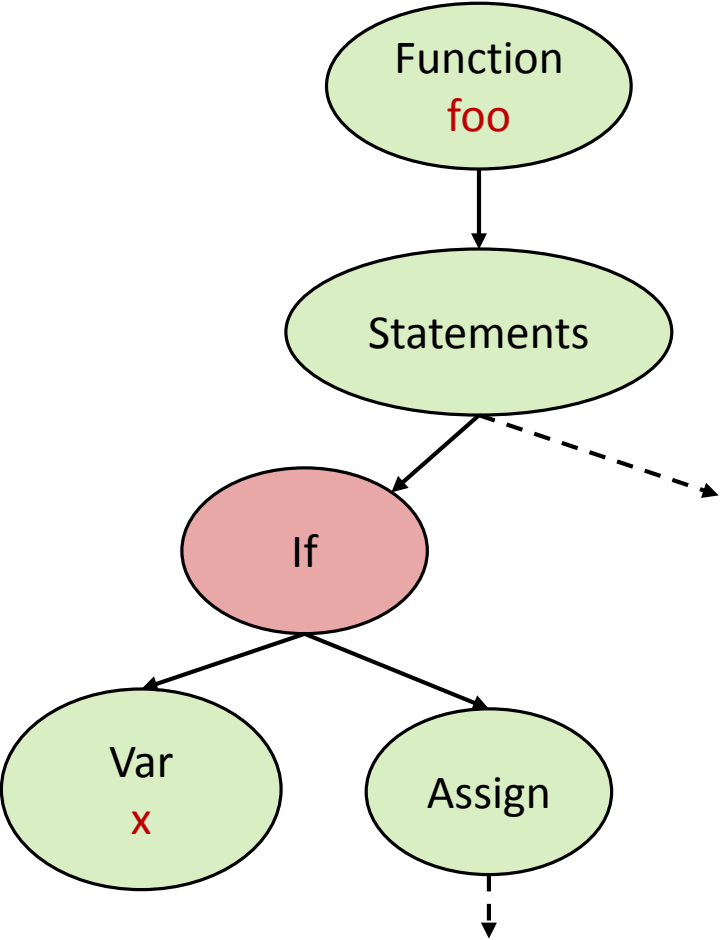 Function
foo
Statements
If
Var
x
Assign